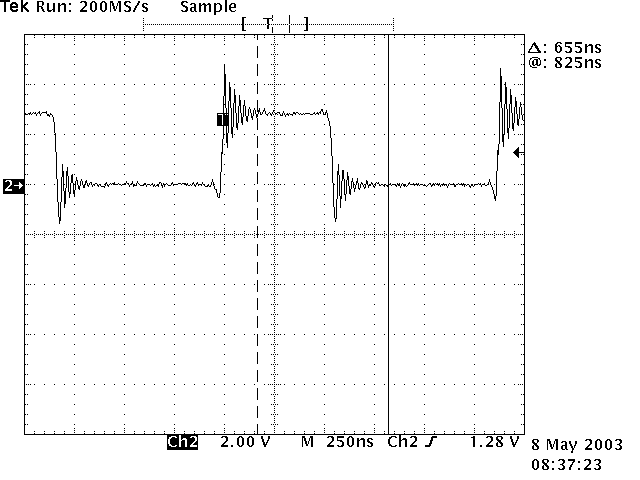 Tek Run: 200MS/s Sample
[ T ]
Δ: 655ns
@: 825ns
1
2→
Ch2 2.00 V M 250ns Ch2 ƒ 1.28 V
8 May 2003
08:37:23